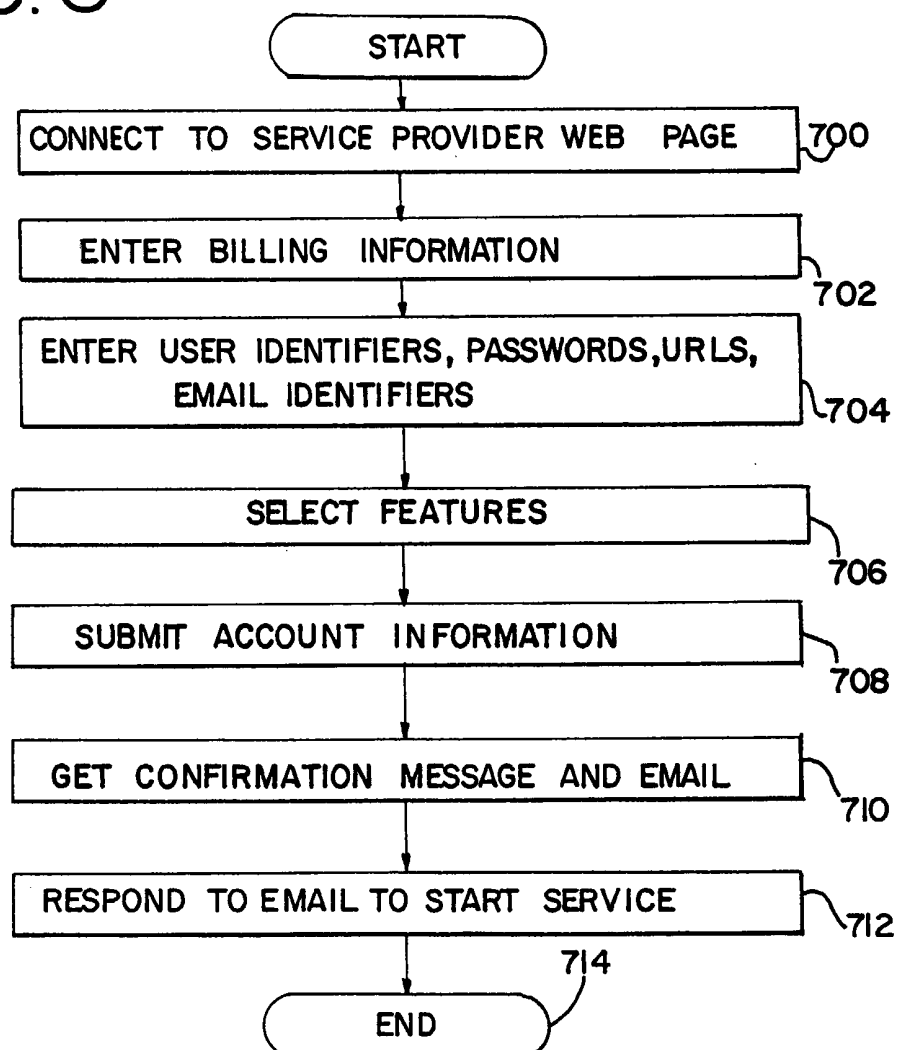 START
CONNECT TO SERVICE PROVIDER WEB PAGE 700
ENTER BILLING INFORMATION
702
ENTER USER IDENTIFIERS, PASSWORDS, URLS,
EMAIL IDENTIFIERS
704
SELECT FEATURES
706
SUBMIT ACCOUNT INFORMATION
708
GET CONFIRMATION MESSAGE AND EMAIL
710
RESPOND TO EMAIL TO START SERVICE
712
714
END